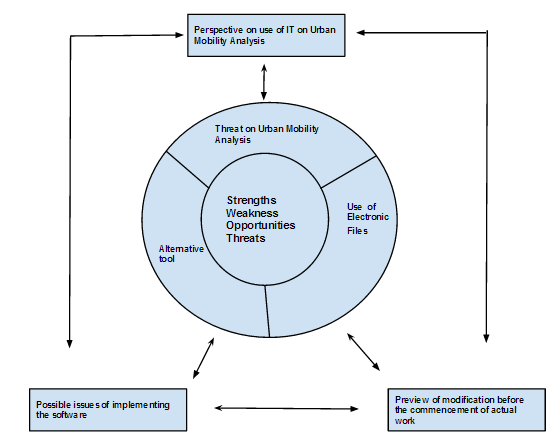 Perspective on use of IT on Urban
Mobility Analysis
Threat on Urban Mobility
Analysis
Strengths
Weakness
Opportunities
Threats
Use of
Electronic
Files
Alternative
tool
Possible issues of implementing
the software
Preview of modification before
the commencement of actual
work